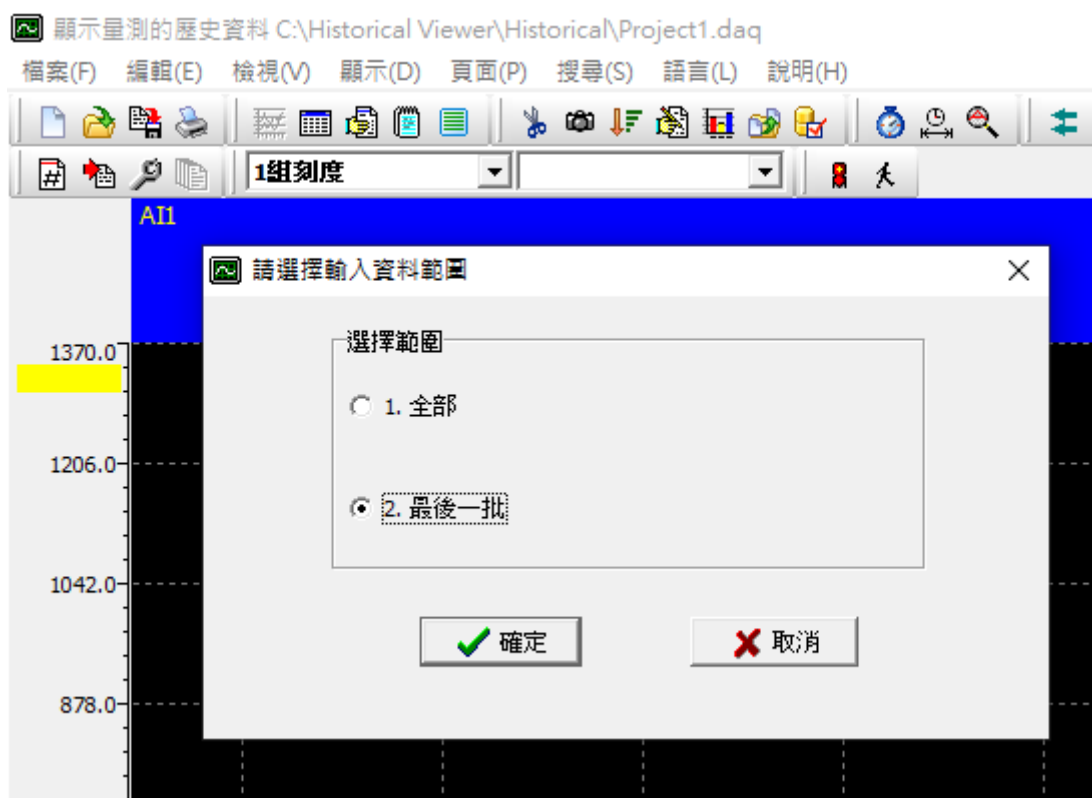 顯示量測的歷史資料 C:\Historical Viewer\Historical\Project1.daq
檔案(F) 編輯(E) 檢視(V) 顯示(D) 頁面(P) 搜尋(S) 語言(L) 說明(H)
1組刻度
AI1
請選擇輸入資料範圍
選擇範圍
1370.0
1. 全部
1206.0
2. 最後一批
1042.0
確定 取消
878.0